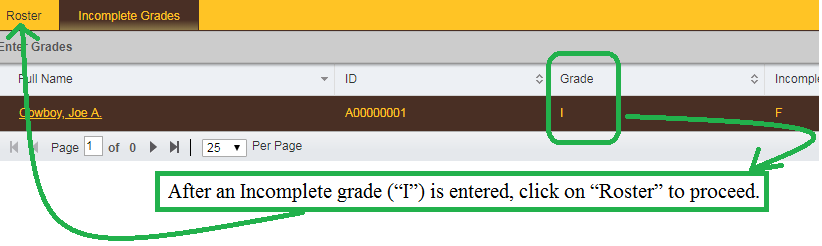 Roster Incomplete Grades
Enter Grades
Full Name ID Grade Incomple
Cowboy, Joe A. A00000001 I F
Page 1 of 0 25 Per Page
After an Incomplete grade (“I”) is entered, click on “Roster” to proceed.